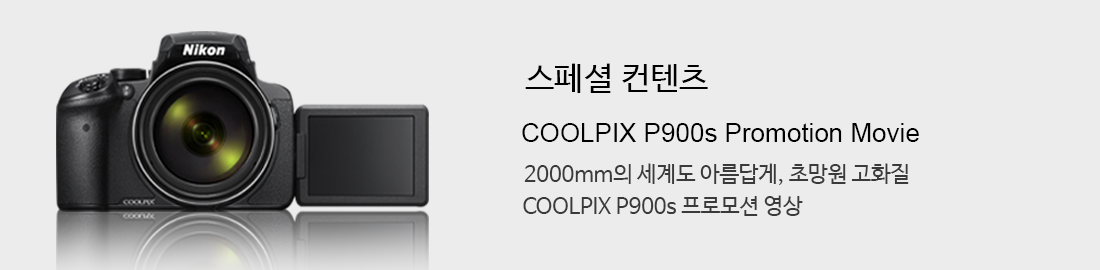 Nikon
COOLPIX
스페셜 컨텐츠
COOLPIX P900s Promotion Movie
2000mm의 세계도 아름답게, 초망원 고화질
COOLPIX P900s 프로모션 영상